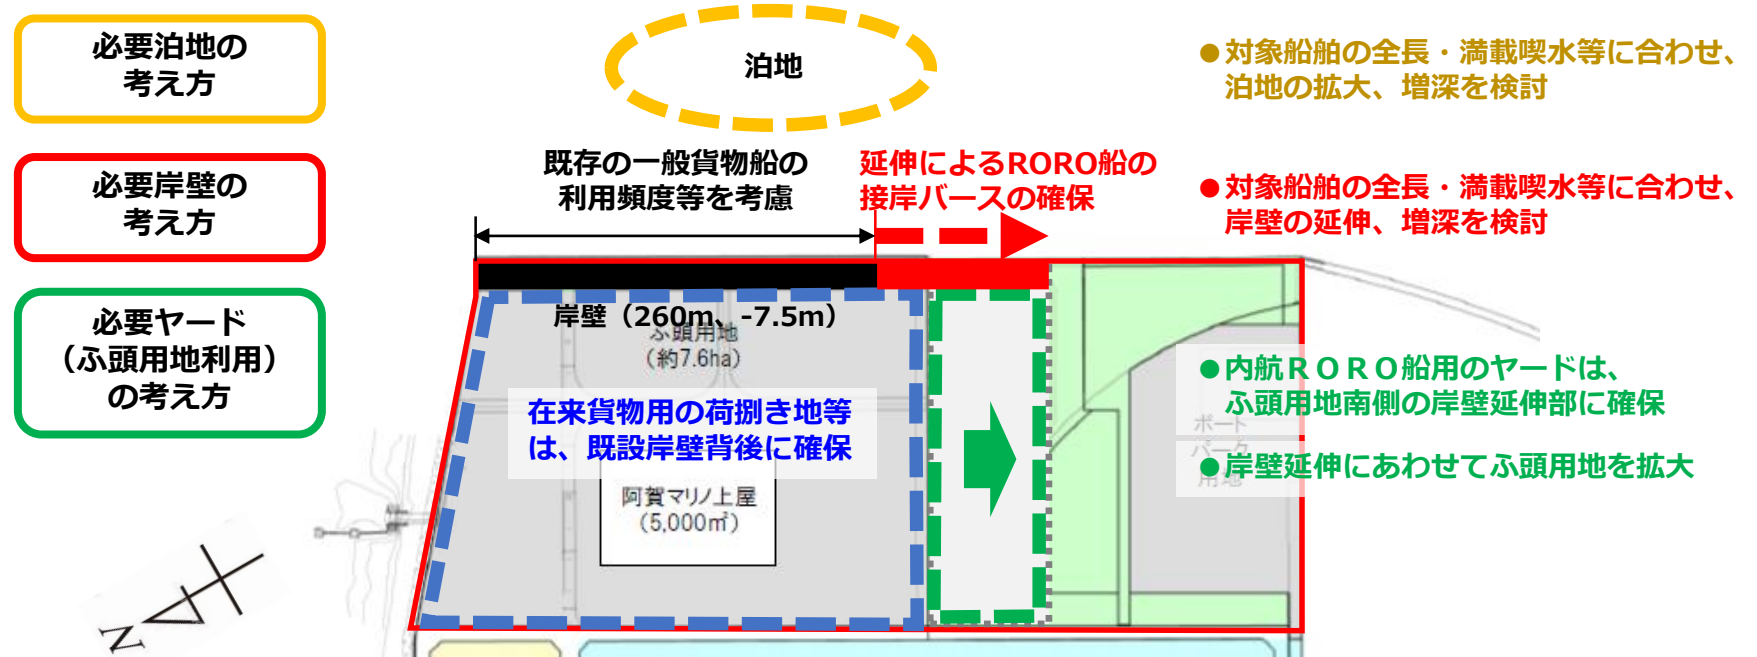 必要泊地の
考え方
泊地
●対象船舶の全長・満載喫水等に合わせ、
泊地の拡大、増深を検討
必要岸壁の
考え方
既存の一般貨物船の
利用頻度等を考慮
延伸によるRORO船の
接岸バースの確保
●対象船舶の全長・満載喫水等に合わせ、
岸壁の延伸、増深を検討
必要ヤード
（ふ頭用地利用）
の考え方
岸壁（260m、-7.5m）
ふ頭用地
（約7.6ha）
在来貨物用の荷捌き地等
は、既設岸壁背後に確保
阿賀マリノ上屋
（5,000㎡）
●内航ＲＯＲＯ船用のヤードは、
ふ頭用地南側の岸壁延伸部に確保
●岸壁延伸にあわせてふ頭用地を拡大
ボート
パーク
用地
N